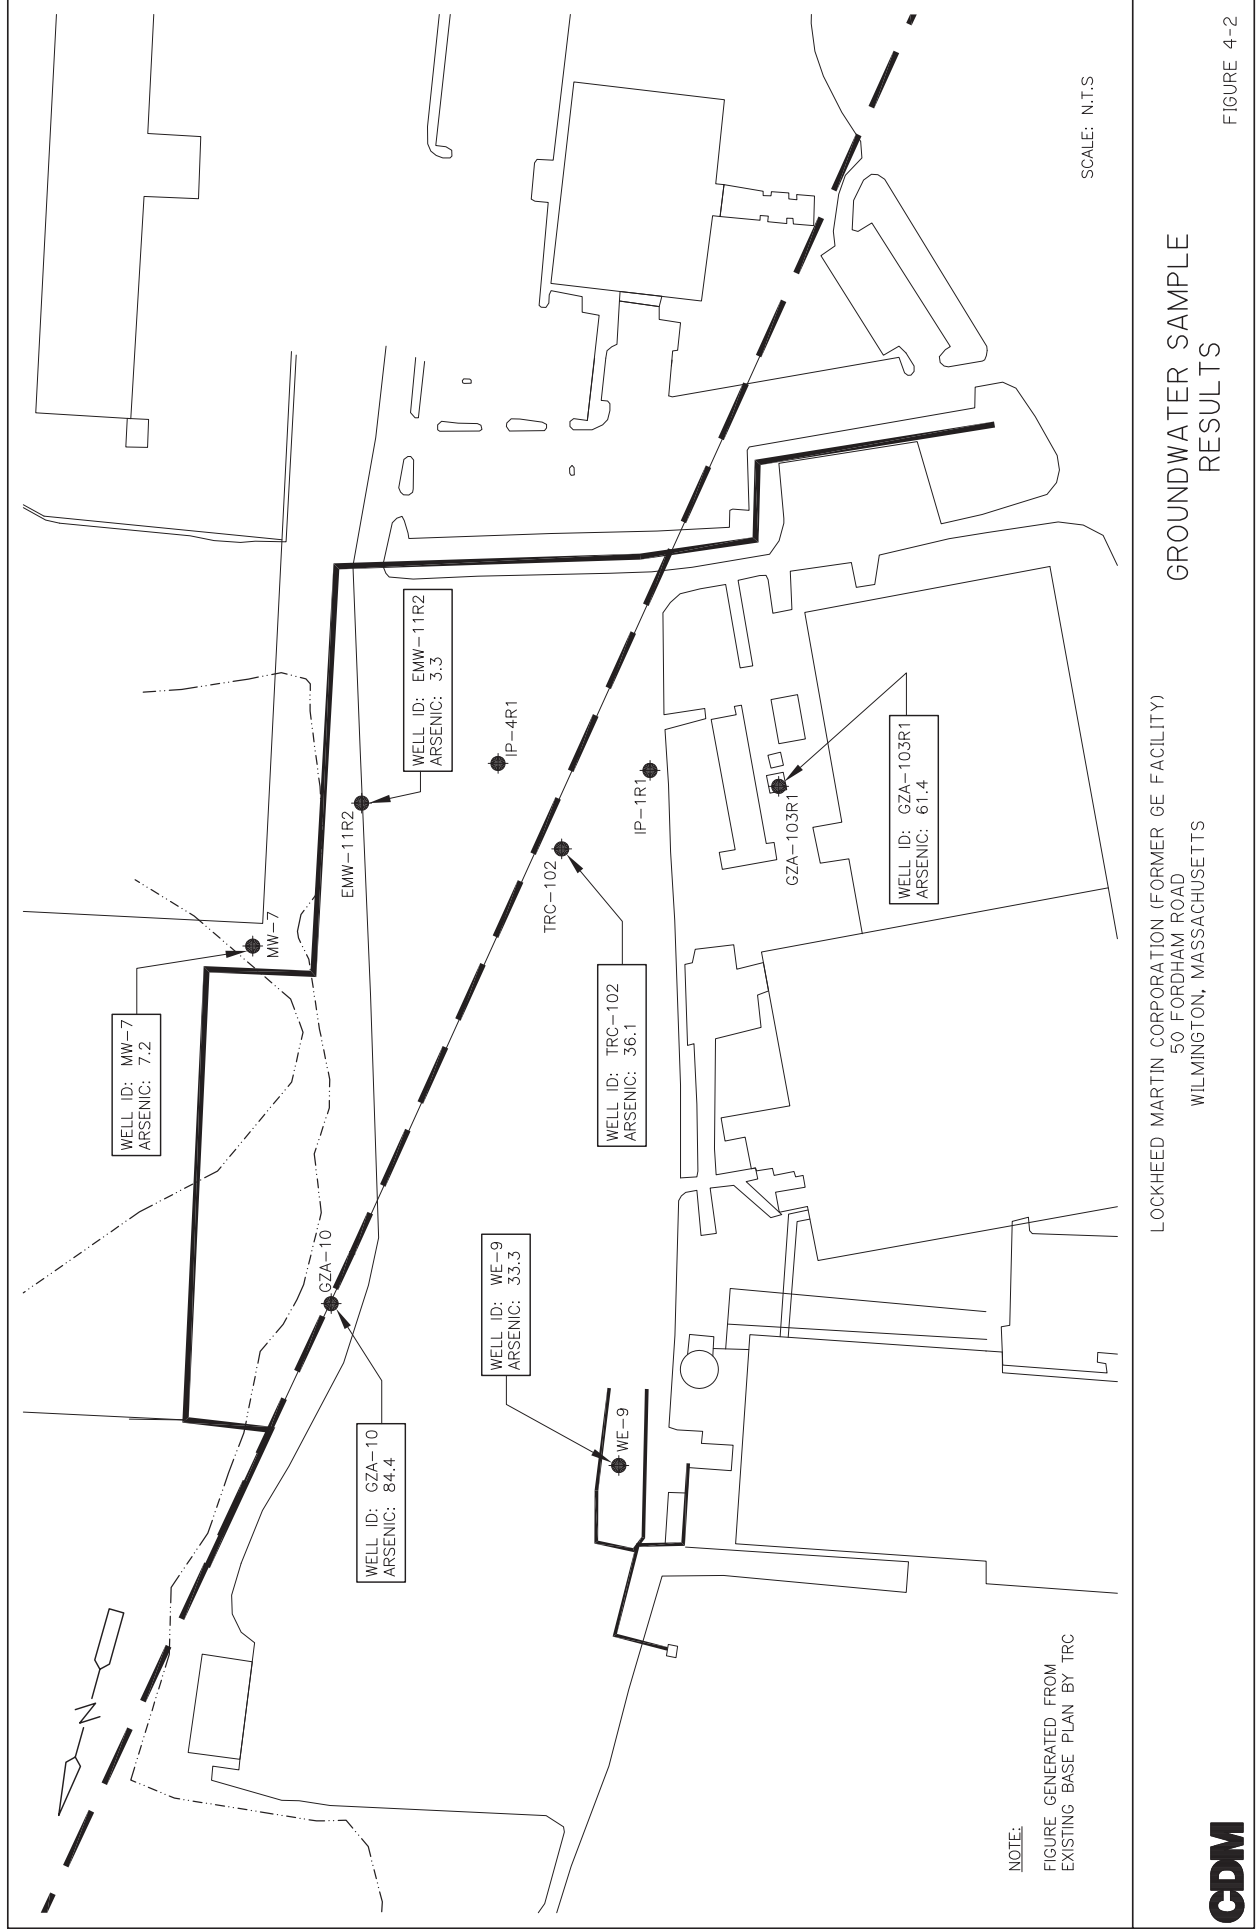 WELL ID: MW-7
ARSENIC: 7.2
MW-7
GZA-10
WELL ID: GZA-10
ARSENIC: 84.4
EMW-11R2
WELL ID: EMW-11R2
ARSENIC: 3.3
IP-4R1
WELL ID: WE-9
ARSENIC: 33.3
WE-9
TRC-102
WELL ID: TRC-102
ARSENIC: 36.1
IP-1R1
GZA-103R1
WELL ID: GZA-103R1
ARSENIC: 61.4
N
NOTE:
FIGURE GENERATED FROM
EXISTING BASE PLAN BY TRC
SCALE: N.T.S
LOCKHEED MARTIN CORPORATION (FORMER GE FACILITY)
50 FORDHAM ROAD
WILMINGTON, MASSACHUSETTS
GROUNDWATER SAMPLE
RESULTS
CDM
FIGURE 4-2